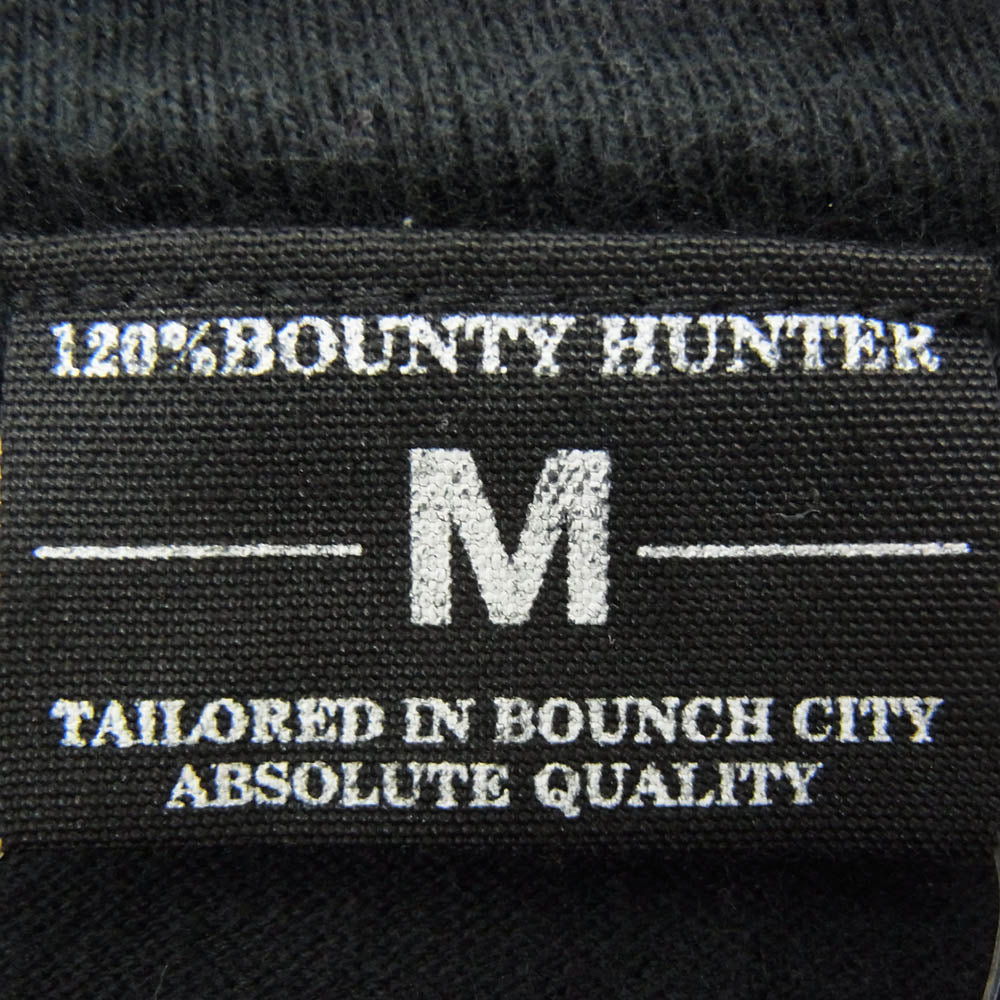 120%BOUNTY HUNTER
M
TAILORED IN BOUNCH CITY
ABSOLUTE QUALITY